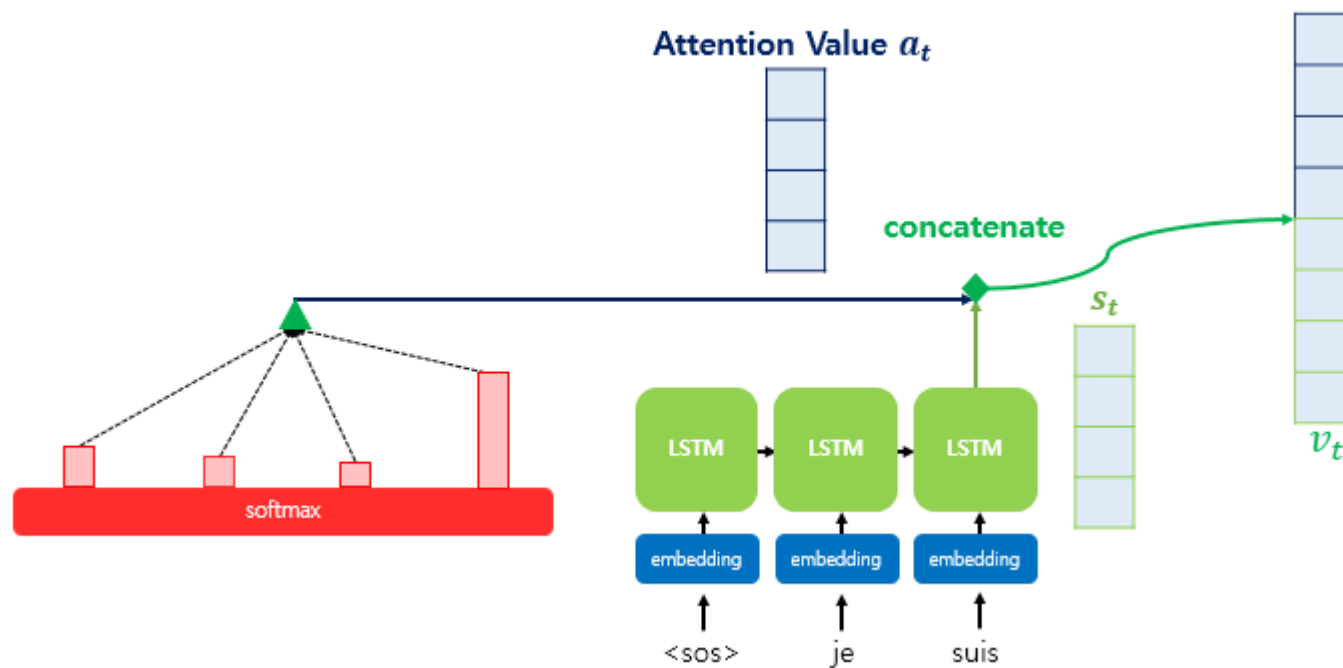 Attention Value a_t
concatenate
s_t
v_t
LSTM LSTM LSTM
softmax
embedding embedding embedding
<sos> je suis